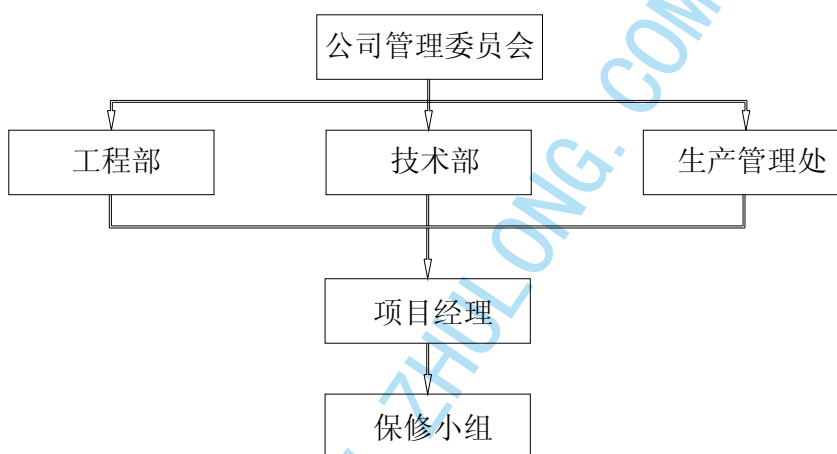 公司管理委员会
工程部
技术部
生产管理处
项目经理
保修小组
ZHULONG.COM